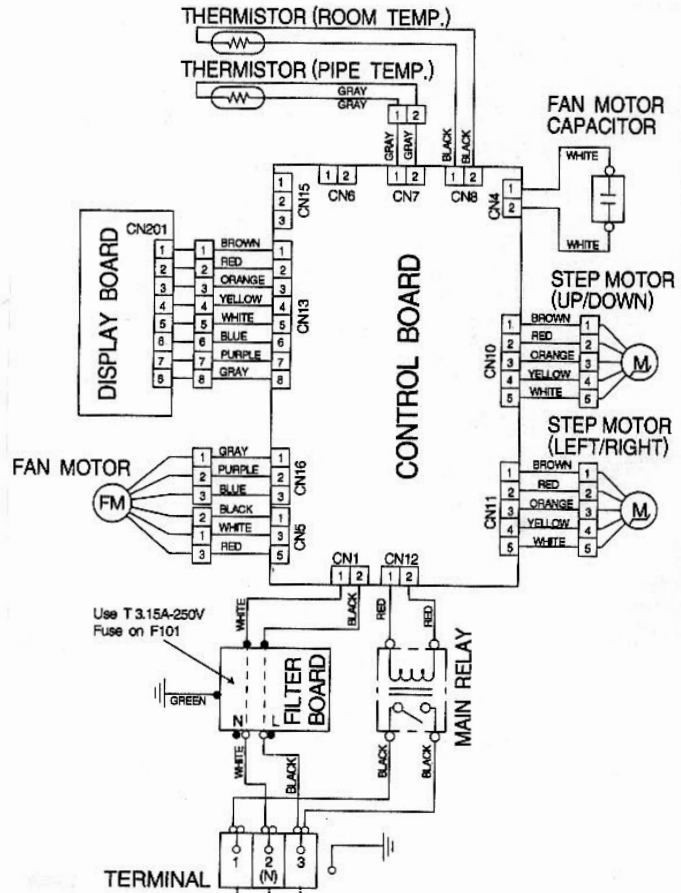 THERMISTOR (ROOM TEMP.)
THERMISTOR (PIPE TEMP.)
GRAY
GRAY
1 2
GRAY
GRAY
BLACK
BLACK
FAN MOTOR
CAPACITOR
WHITE
WHITE
1 2
CN6
1 2
CN7
1 2
CN8
1
2
CN4
1
2
3
CN15
DISPLAY BOARD
CN201
1 1 BROWN 1
2 2 RED 2
3 3 ORANGE 3
4 4 YELLOW 4
5 5 WHITE 5
6 6 BLUE 6
7 7 PURPLE 7
8 8 GRAY 8
CN13
CONTROL BOARD
STEP MOTOR
(UP/DOWN)
1 BROWN 1
2 RED 2
3 ORANGE 3
4 YELLOW 4
5 WHITE 5
CN10
M
STEP MOTOR
(LEFT/RIGHT)
1 BROWN 1
2 RED 2
3 ORANGE 3
4 YELLOW 4
5 WHITE 5
CN11
M
FAN MOTOR
FM
1 GRAY 1
2 PURPLE 2
3 BLUE 3
CN16
2 BLACK 1
1 WHITE 3
3 RED 5
CN5
CN1
1 2
CN12
1 2
WHITE
BLACK
RED
RED
Use T 3.15A-250V
Fuse on F101
GREEN
N L
FILTER
BOARD
MAIN RELAY
WHITE
BLACK
BLACK
BLACK
1 2 3
(N)
TERMINAL